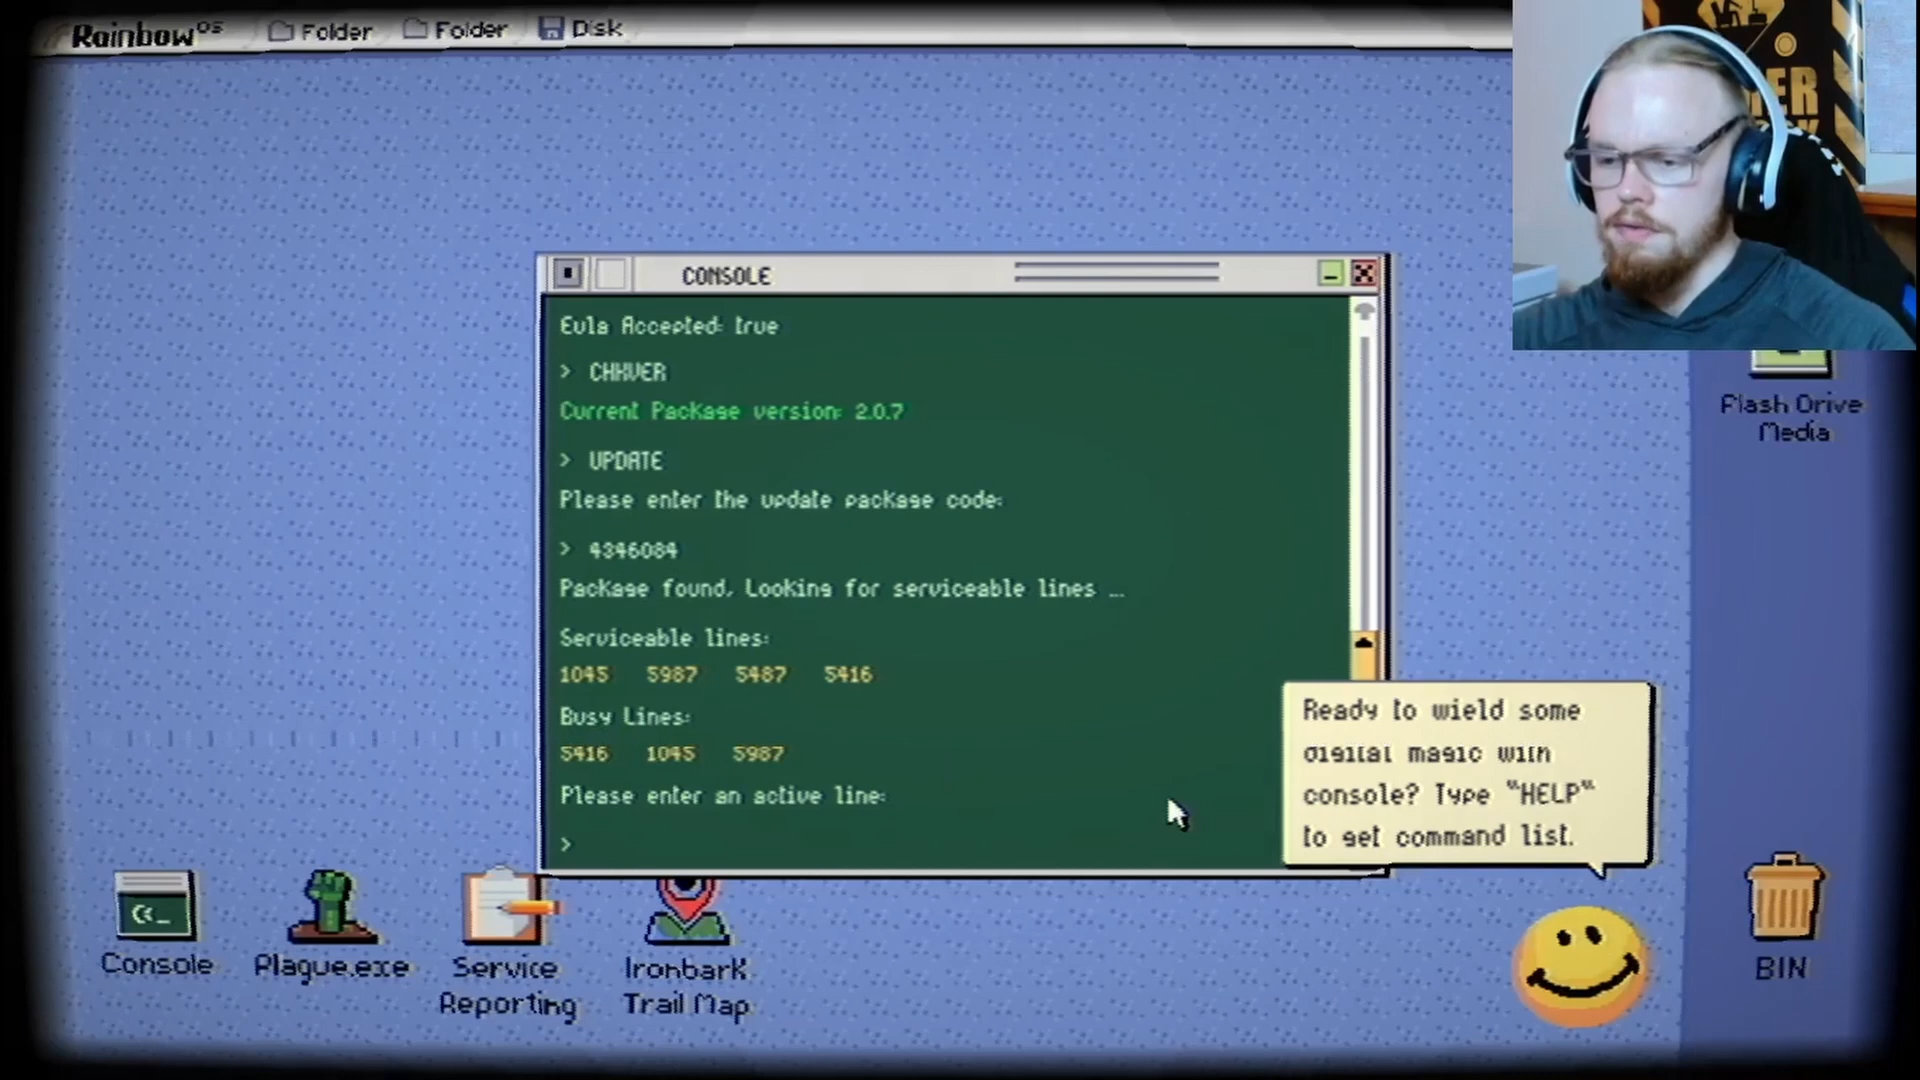 RainbowOS Folder Folder Disk
CONSOLE
Eula Accepted: true
> CHKVER
Current Package version: 2.0.7
> UPDATE
Please enter the update package code:
> 4346084
Package found. Looking for serviceable lines ...
Serviceable lines:
1045 5987 5487 5416
Busy Lines:
5416 1045 5987
Please enter an active line:
>
Ready to wield some
digital magic with
console? Type "HELP"
to get command list.
Flash Drive
Media
Console
Plague.exe
Service
Reporting
Ironbark
Trail Map
BIN